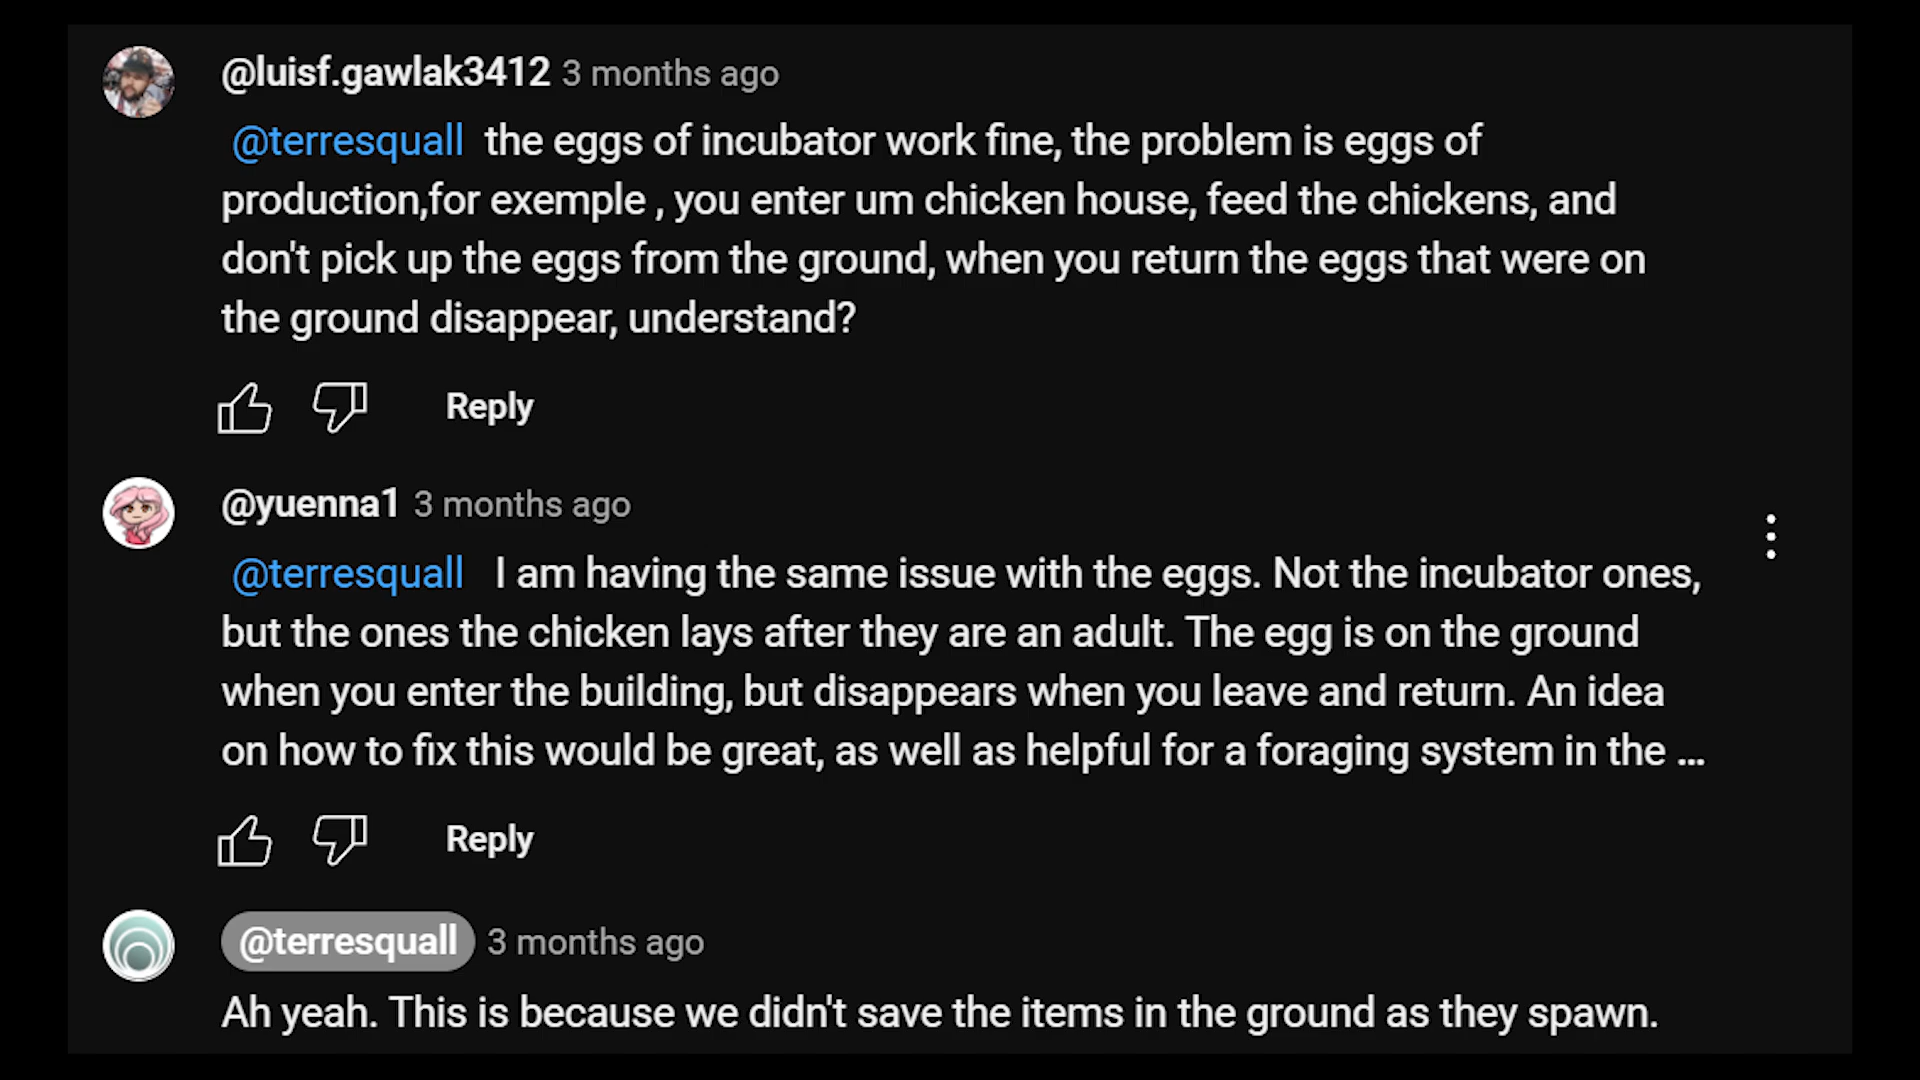 @luisf.gawlak3412 3 months ago
@terresquall the eggs of incubator work fine, the problem is eggs of
production,for exemple , you enter um chicken house, feed the chickens, and
don't pick up the eggs from the ground, when you return the eggs that were on
the ground disappear, understand?
Reply
@yuenna1 3 months ago
@terresquall I am having the same issue with the eggs. Not the incubator ones,
but the ones the chicken lays after they are an adult. The egg is on the ground
when you enter the building, but disappears when you leave and return. An idea
on how to fix this would be great, as well as helpful for a foraging system in the ...
Reply
@terresquall 3 months ago
Ah yeah. This is because we didn't save the items in the ground as they spawn.